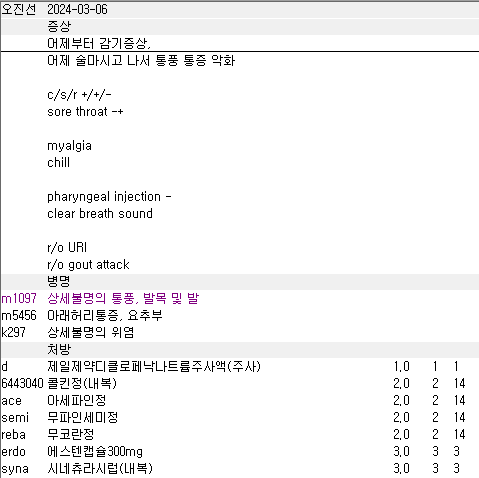 오진선 2024-03-06
증상
어제부터 감기증상,
어제 술마시고 나서 통풍 통증 악화
c/s/r +/+/-
sore throat -+
myalgia
chill
pharyngeal injection -
clear breath sound
r/o URI
r/o gout attack
병명
m1097 상세불명의 통풍, 발목 및 발
m5456 아래허리통증, 요추부
k297 상세불명의 위염
처방
d 제일제약디클로페낙나트륨주사액(주사) 1.0 1 1
6443040 콜킨정(내복) 2.0 2 14
ace 아세파인정 2.0 2 14
semi 무파인세미정 2.0 2 14
reba 무코란정 2.0 2 14
erdo 에스텐캡슐300mg 3.0 3 3
syna 시네츄라시럽(내복) 3.0 3 3